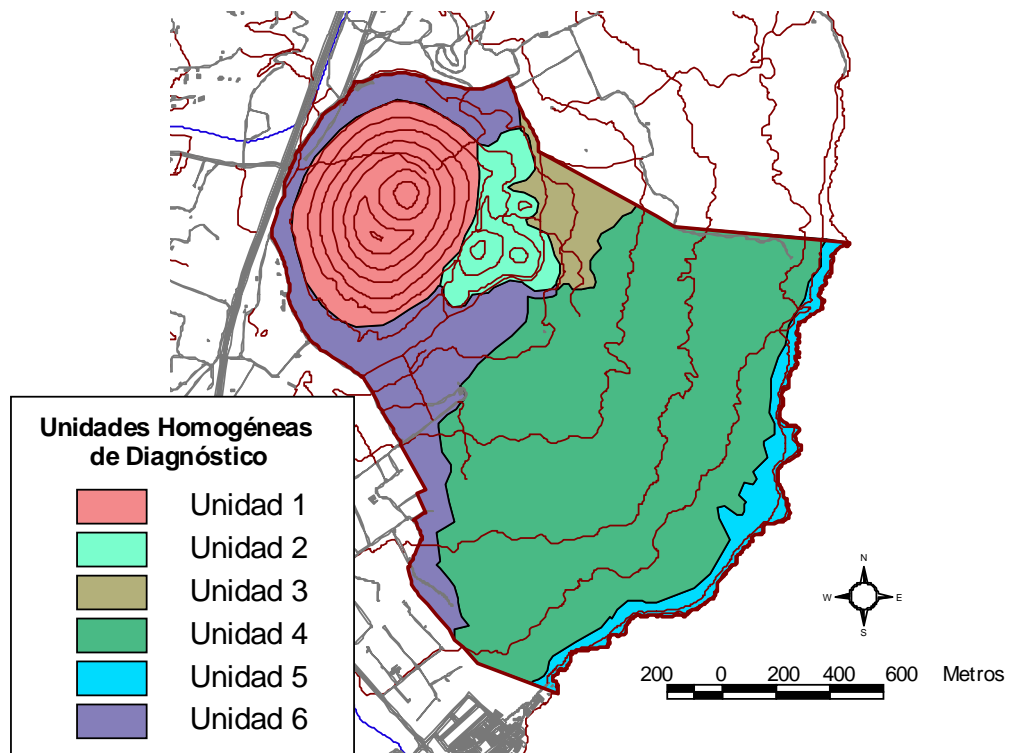 Unidades Homogéneas
de Diagnóstico
Unidad 1
Unidad 2
Unidad 3
Unidad 4
Unidad 5
Unidad 6
N
W E
S
200 0 200 400 600 Metros